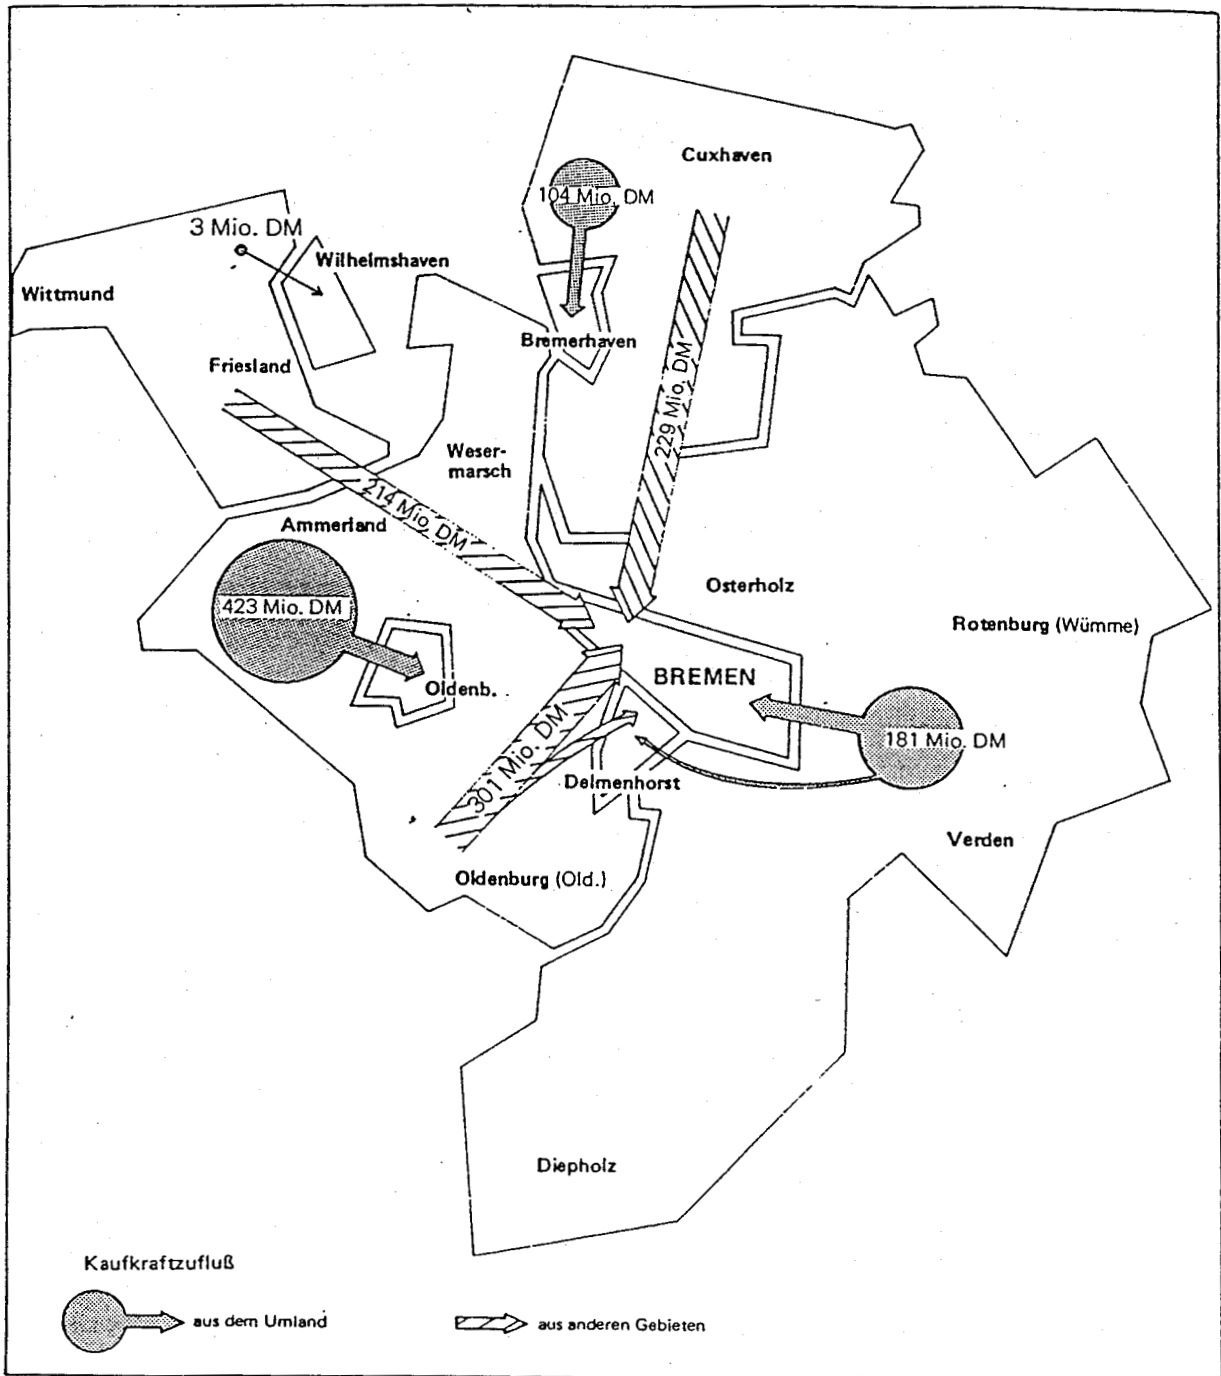 Cuxhaven
104 Mio. DM
3 Mio. DM
Wilhelmshaven
Wittmund
Bremerhaven
Friesland
229 Mio. DM
Weser-
marsch
214 Mio. DM
Ammerland
Osterholz
423 Mio. DM
Rotenburg (Wümme)
BREMEN
Oldenb.
181 Mio. DM
301 Mio. DM
Delmenhorst
Verden
Oldenburg (Old.)
Diepholz
Kaufkraftzufluß
aus dem Umland
aus anderen Gebieten